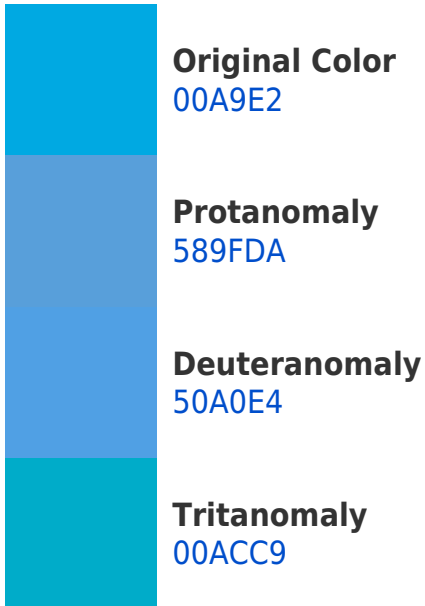 Original Color
00A9E2
Protanomaly
589FDA
Deuteranomaly
50A0E4
Tritanomaly
00ACC9